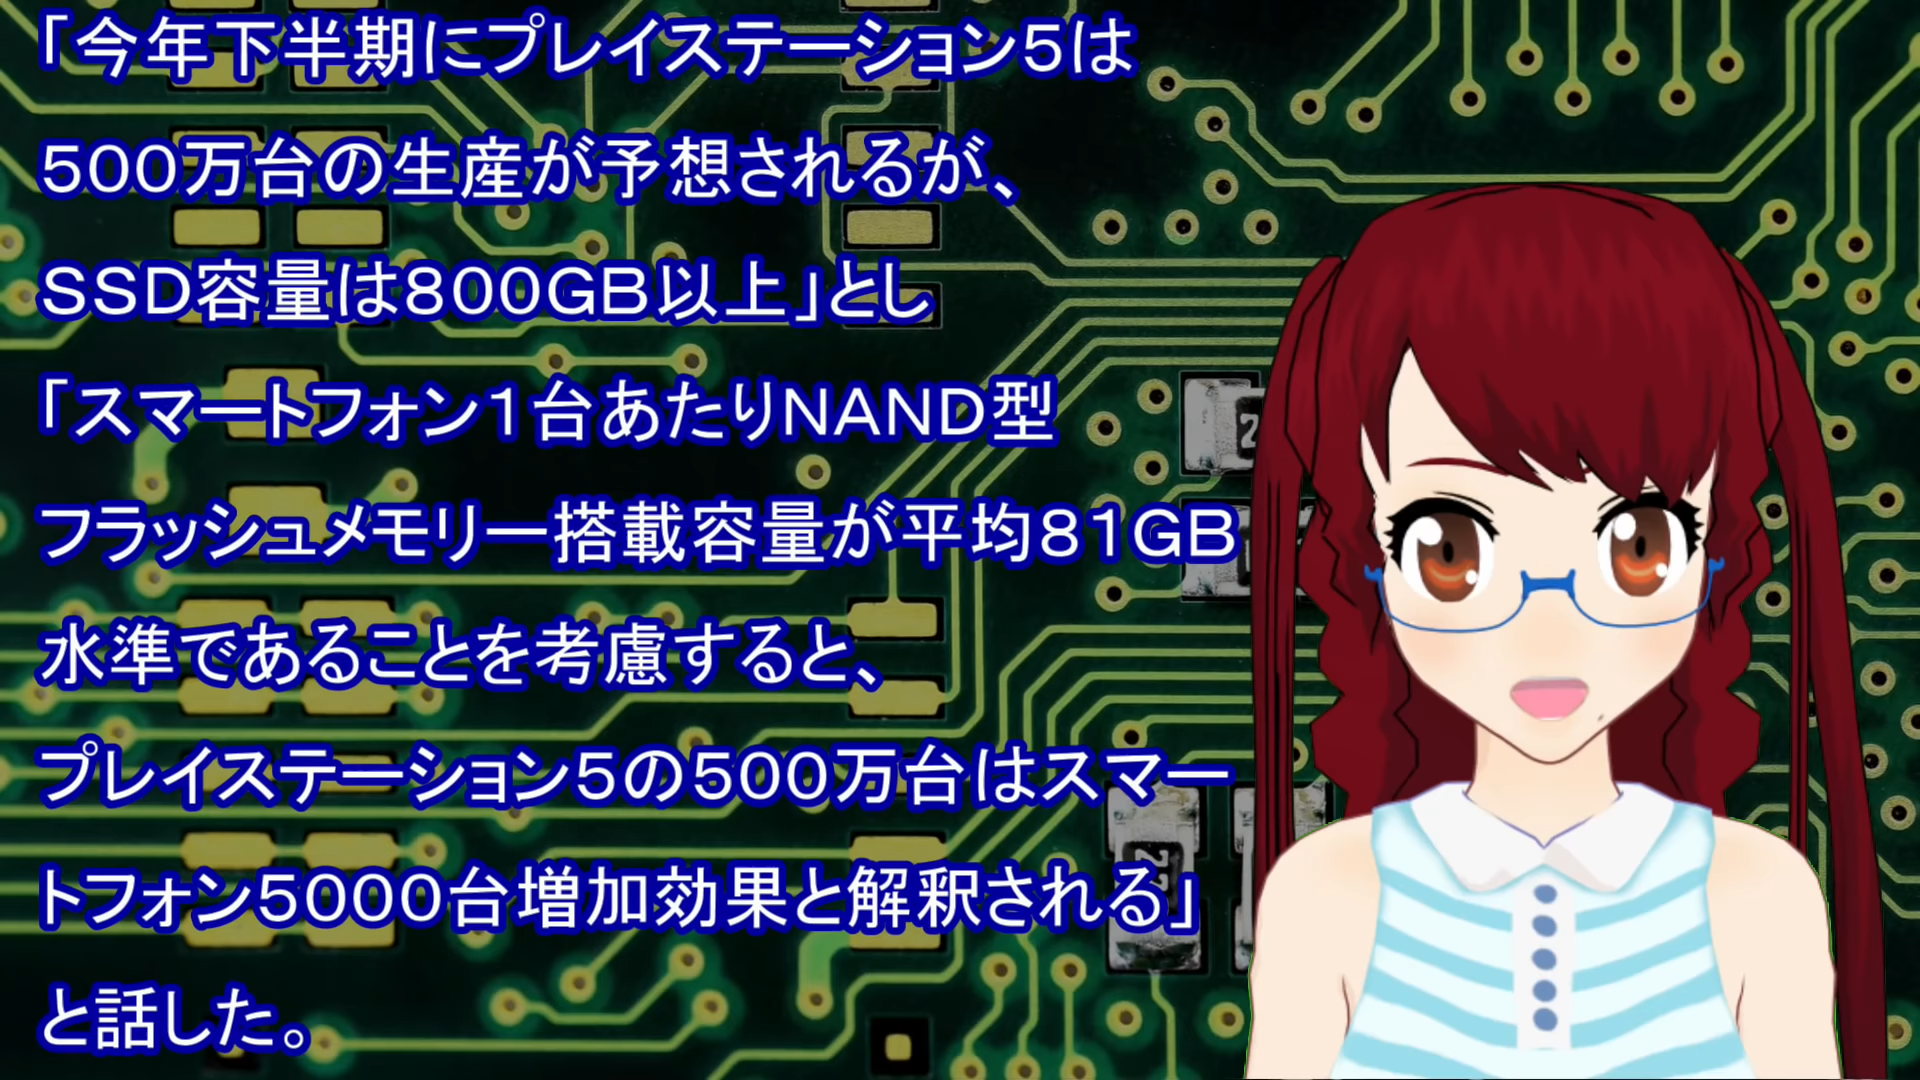 「今年下半期にプレイステーション5は
500万台の生産が予想されるが、
SSD容量は800GB以上」とし
「スマートフォン1台あたりNAND型
フラッシュメモリー搭載容量が平均81GB
水準であることを考慮すると、
プレイステーション5の500万台はスマー
トフォン5000台増加効果と解釈される」
と話した。